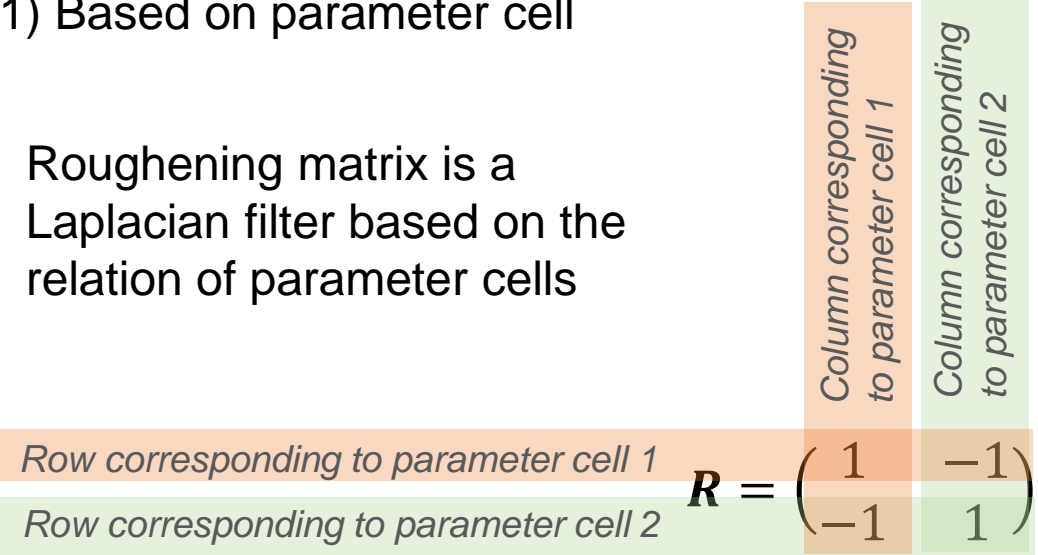 1) Based on parameter cell
Roughening matrix is a
Laplacian filter based on the
relation of parameter cells
Column corresponding
to parameter cell 1
Column corresponding
to parameter cell 2
Row corresponding to parameter cell 1
Row corresponding to parameter cell 2
R = ( 1 −1
−1 1 )